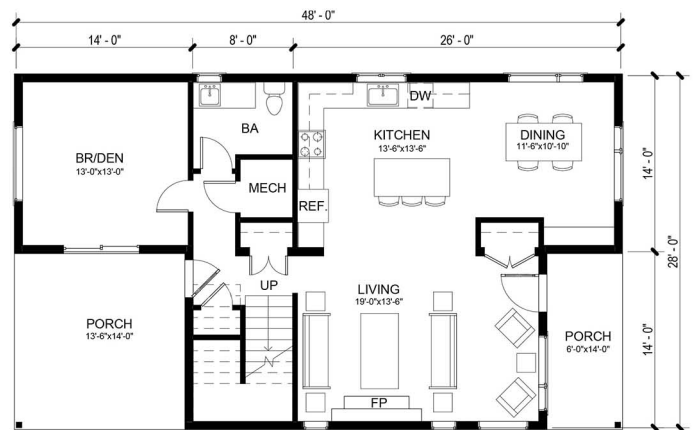 48' - 0"
14' - 0"
8' - 0"
26' - 0"
BA
DW
KITCHEN
13'-6"x13'-6"
DINING
11'-6"x10'-10"
BR/DEN
13'-0"x13'-0"
MECH
REF.
14' - 0"
28' - 0"
UP
LIVING
19'-0"x13'-6"
PORCH
13'-6"x14'-0"
PORCH
6'-0"x14'-0"
14' - 0"
FP